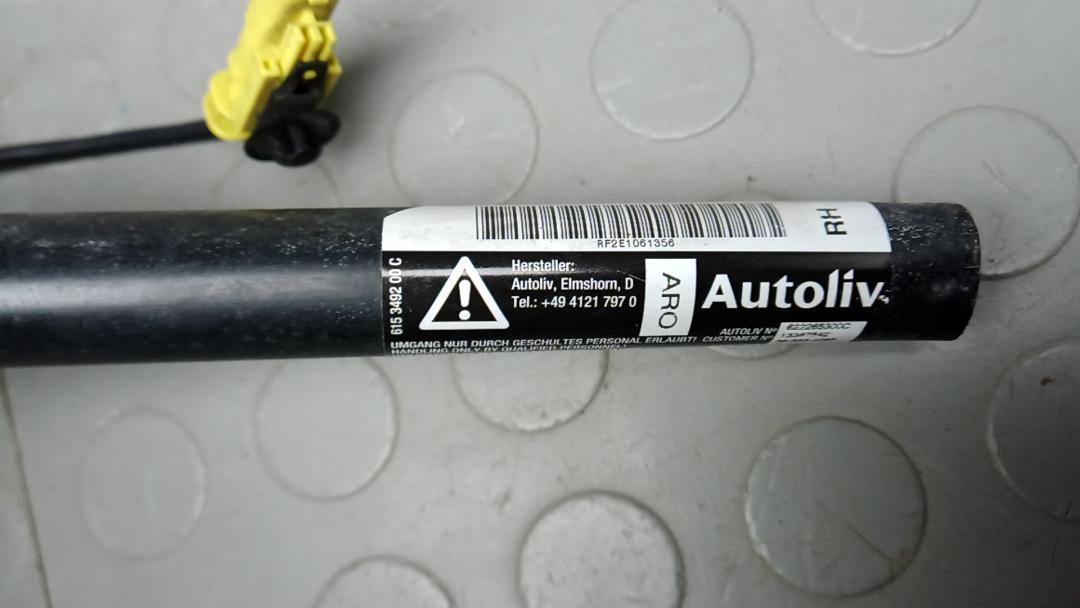 RF2E1061356
RH
615 3492 00 C
Hersteller:
Autoliv, Elmshorn, D
Tel.: +49 4121 797 0
ARO
Autoliv
AUTOLIV Nº
CUSTOMER Nº
UMGANG NUR DURCH GESCHULTES PERSONAL ERLAUBT!
HANDLING ONLY BY QUALIFIED PERSONNEL!